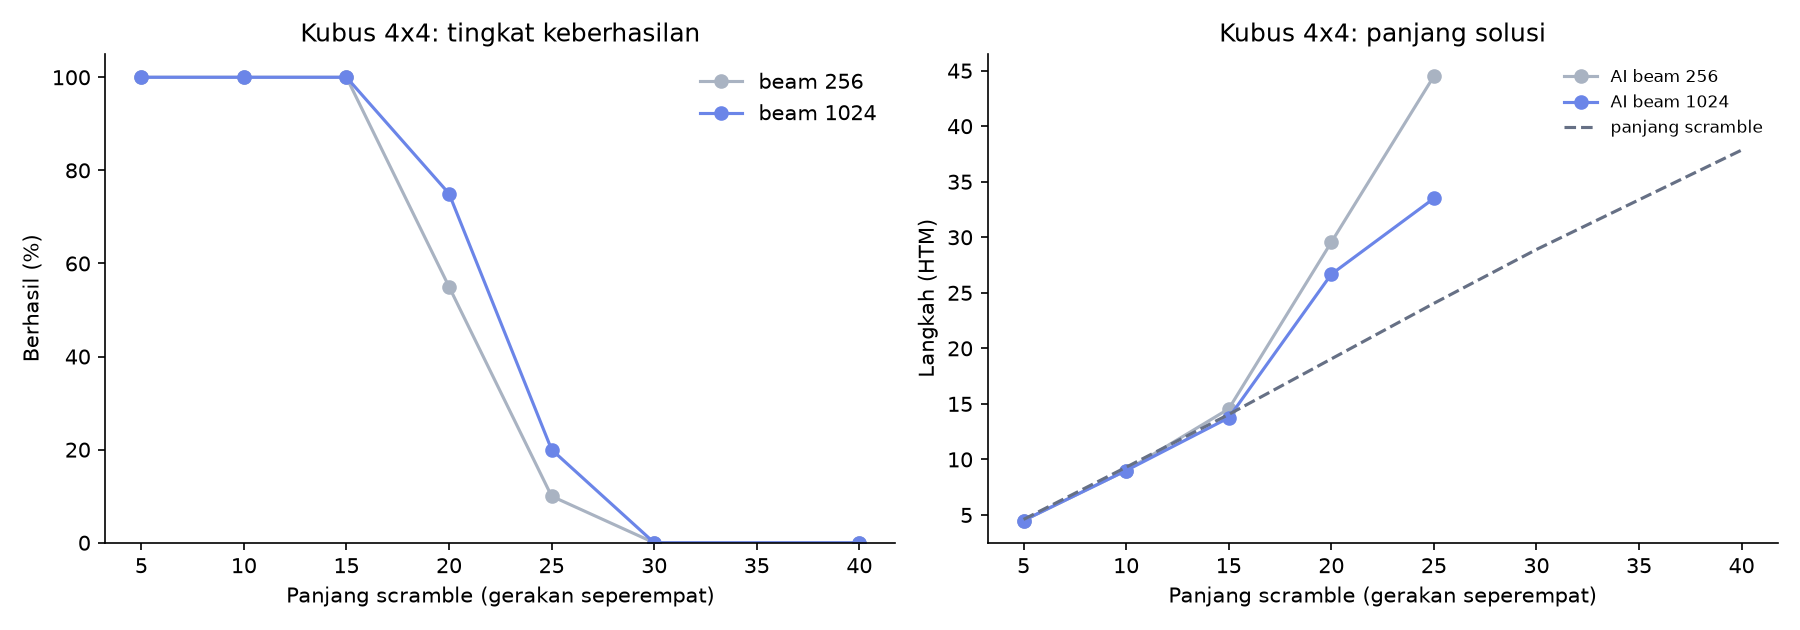 Kubus 4x4: tingkat keberhasilan
100
80
60
40
20
0
Berhasil (%)
5 10 15 20 25 30 35 40
Panjang scramble (gerakan seperempat)
beam 256
beam 1024
Kubus 4x4: panjang solusi
45
40
35
30
25
20
15
10
5
Langkah (HTM)
5 10 15 20 25 30 35 40
Panjang scramble (gerakan seperempat)
AI beam 256
AI beam 1024
panjang scramble